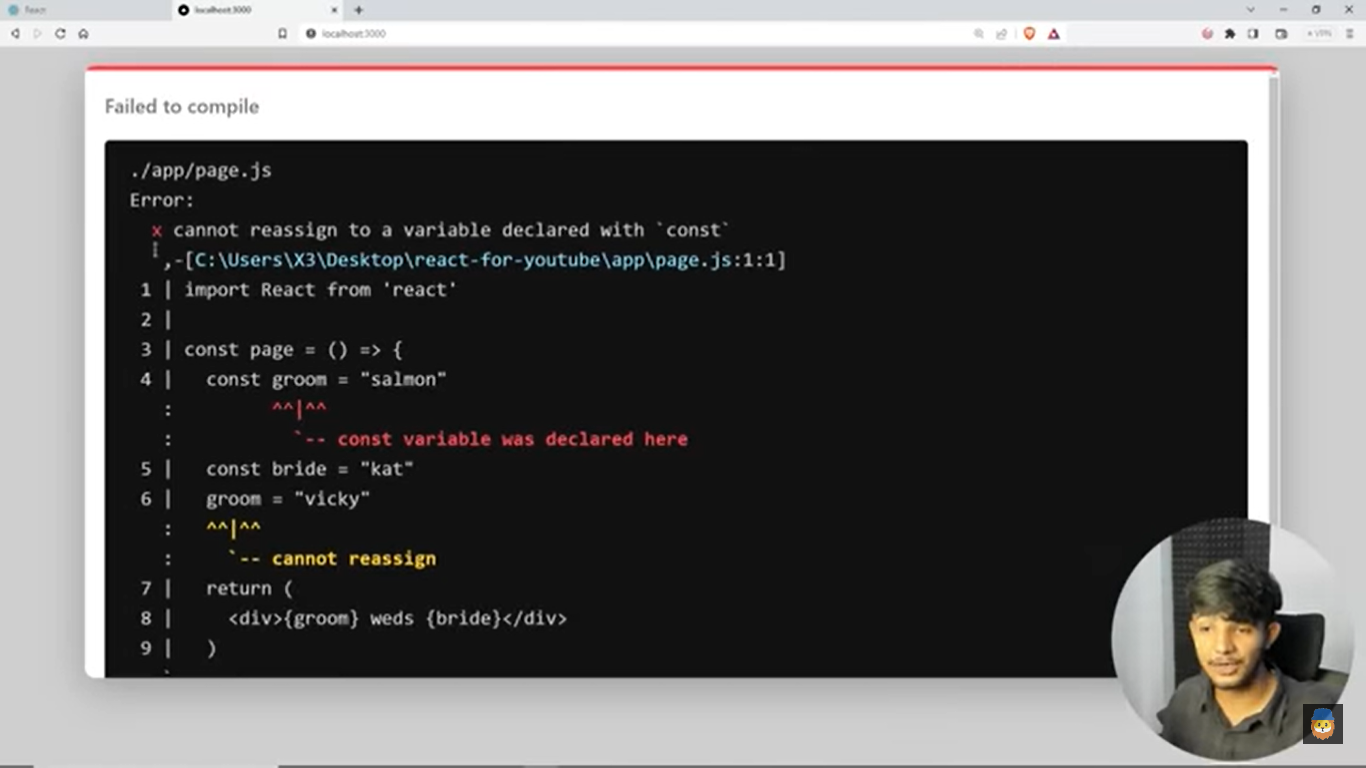 React
localhost:3000
localhost:3000
VPN
Failed to compile
./app/page.js
Error:
x cannot reassign to a variable declared with `const`
,-[C:\Users\X3\Desktop\react-for-youtube\app\page.js:1:1]
1 | import React from 'react'
2 |
3 | const page = () => {
4 |   const groom = "salmon"
:         ^^|^^
:           `-- const variable was declared here
5 |   const bride = "kat"
6 |   groom = "vicky"
:   ^^|^^
:     `-- cannot reassign
7 |   return (
8 |     <div>{groom} weds {bride}</div>
9 |   )